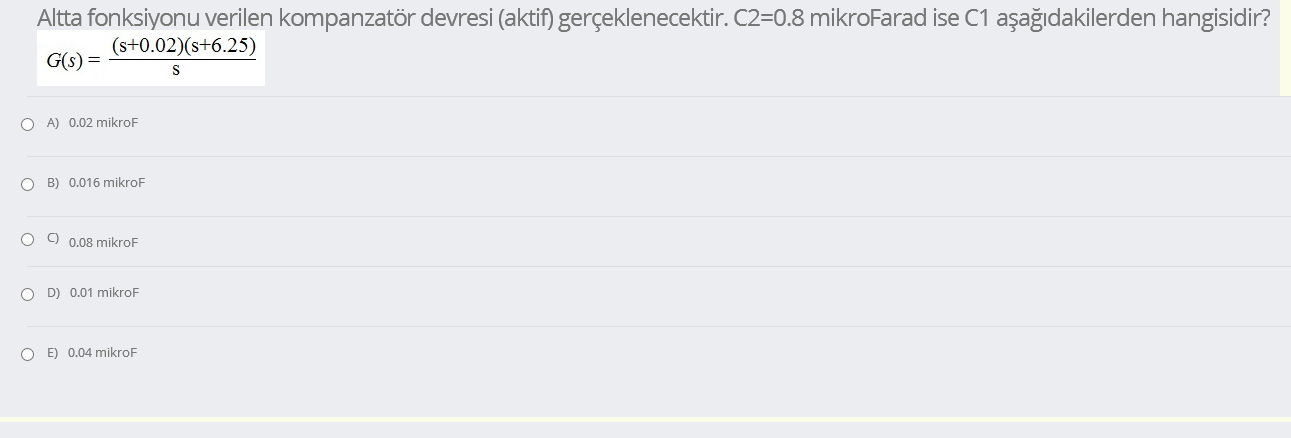 Altta fonksiyonu verilen kompanzatör devresi (aktif) gerçeklenecektir. C2=0.8 mikroFarad ise C1 aşağıdakilerden hangisidir?
G(s) = (s+0.02)(s+6.25) / s
A) 0.02 mikroF
B) 0.016 mikroF
C) 0.08 mikroF
D) 0.01 mikroF
E) 0.04 mikroF